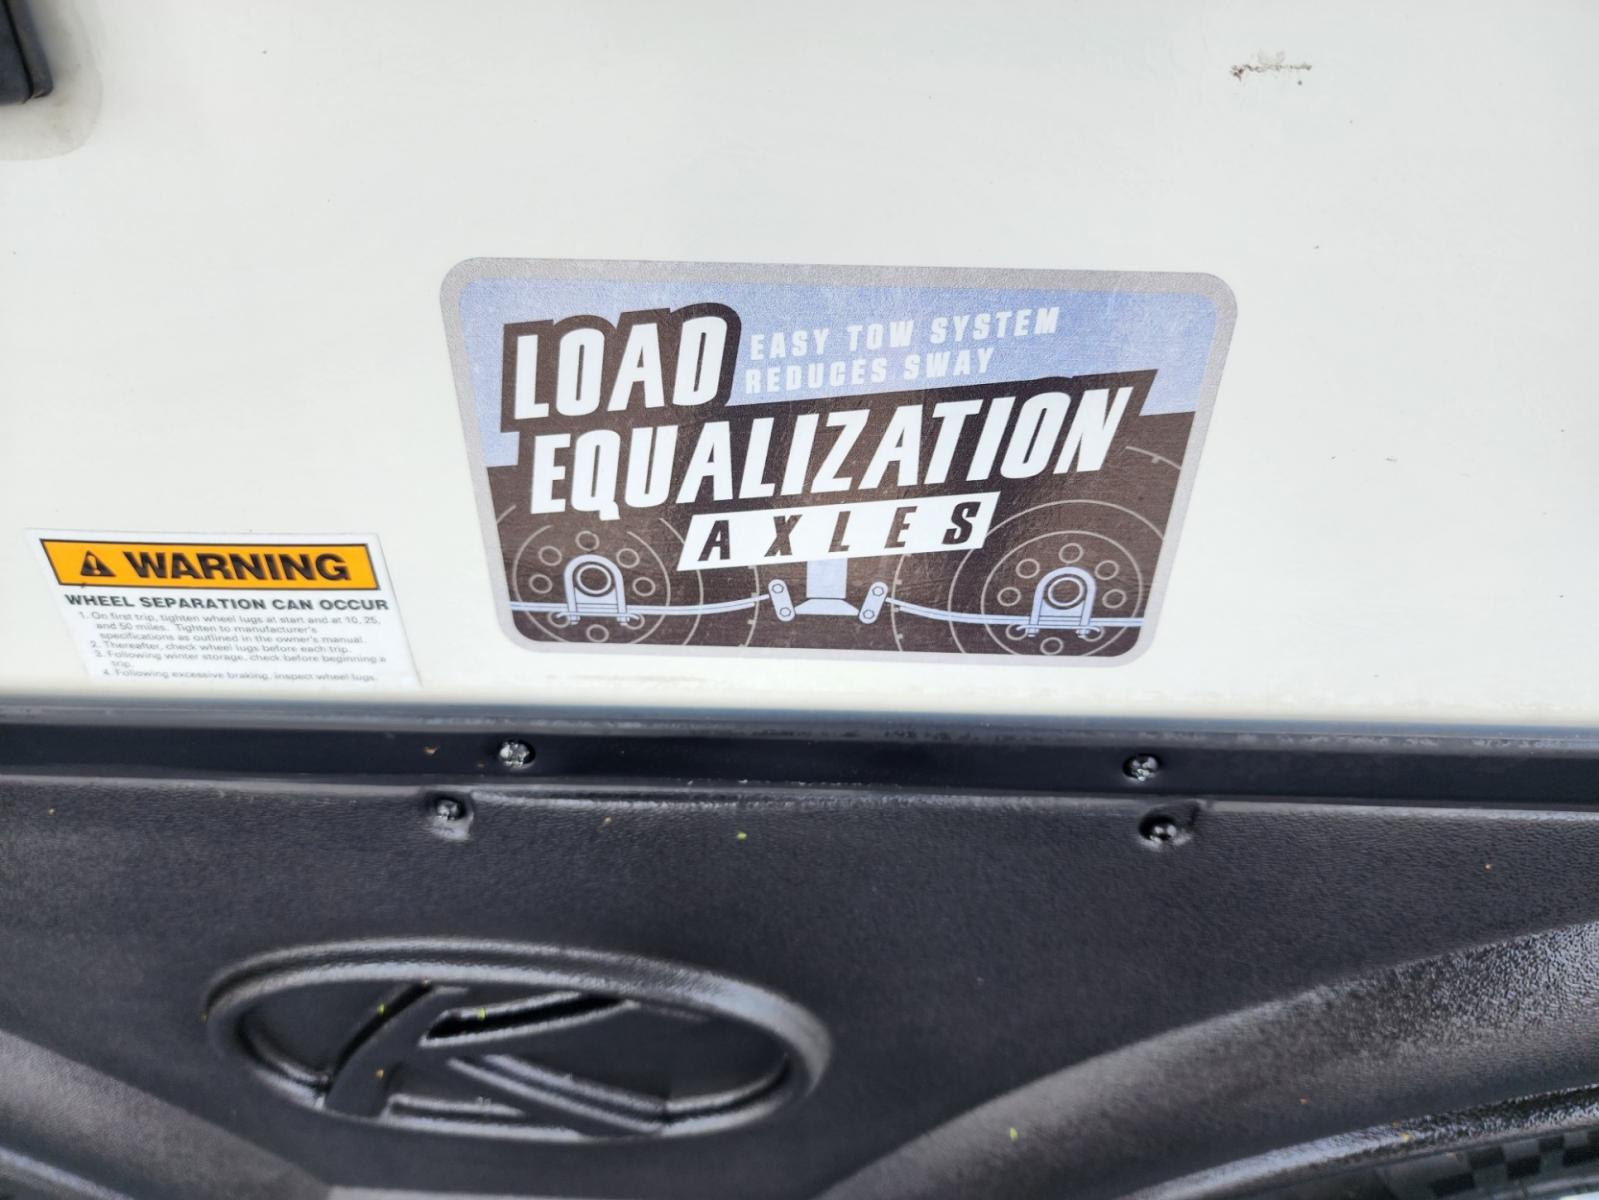 LOAD
EASY TOW SYSTEM
REDUCES SWAY
EQUALIZATION
AXLES
WARNING
WHEEL SEPARATION CAN OCCUR
1. On first trip, tighten wheel lugs at start and at 10, 25,
and 50 miles. Tighten to manufacturer's
specifications as outlined in the owner's manual.
2. Thereafter, check wheel lugs before each trip.
3. Following winter storage, check before beginning a
trip.
4. Following excessive braking, inspect wheel lugs.
K